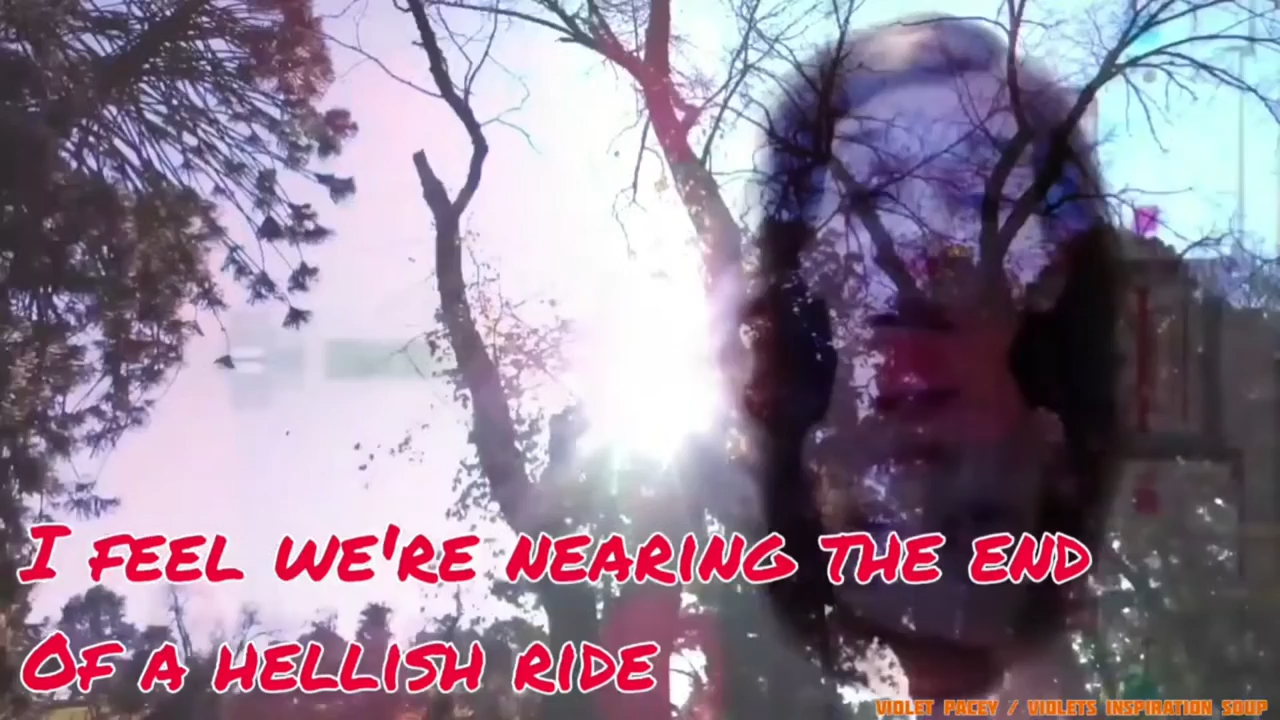 I FEEL WE'RE NEARING THE END
OF A HELLISH RIDE
VIOLET PACEY / VIOLETS INSPIRATION SOUP